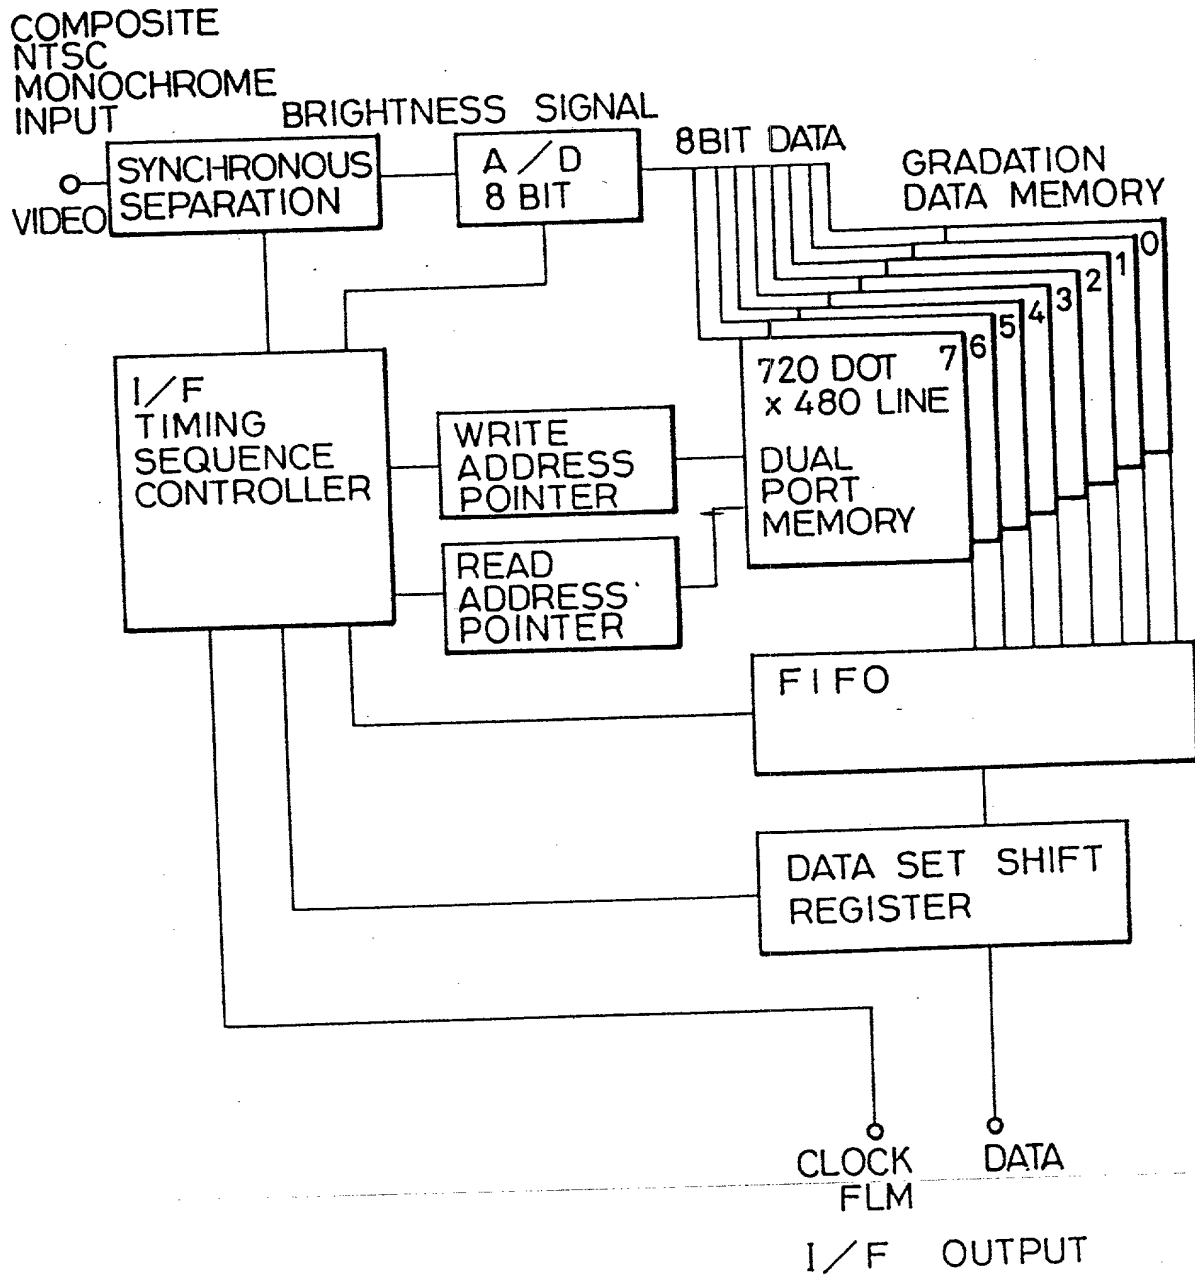 COMPOSITE
NTSC
MONOCHROME
INPUT
BRIGHTNESS SIGNAL
VIDEO
SYNCHRONOUS
SEPARATION
A/D
8 BIT
8BIT DATA
GRADATION
DATA MEMORY
0
1
2
3
4
5
6
7
720 DOT
x 480 LINE
DUAL
PORT
MEMORY
I/F
TIMING
SEQUENCE
CONTROLLER
WRITE
ADDRESS
POINTER
READ
ADDRESS
POINTER
FIFO
DATA SET SHIFT
REGISTER
CLOCK
FLM
DATA
I/F OUTPUT